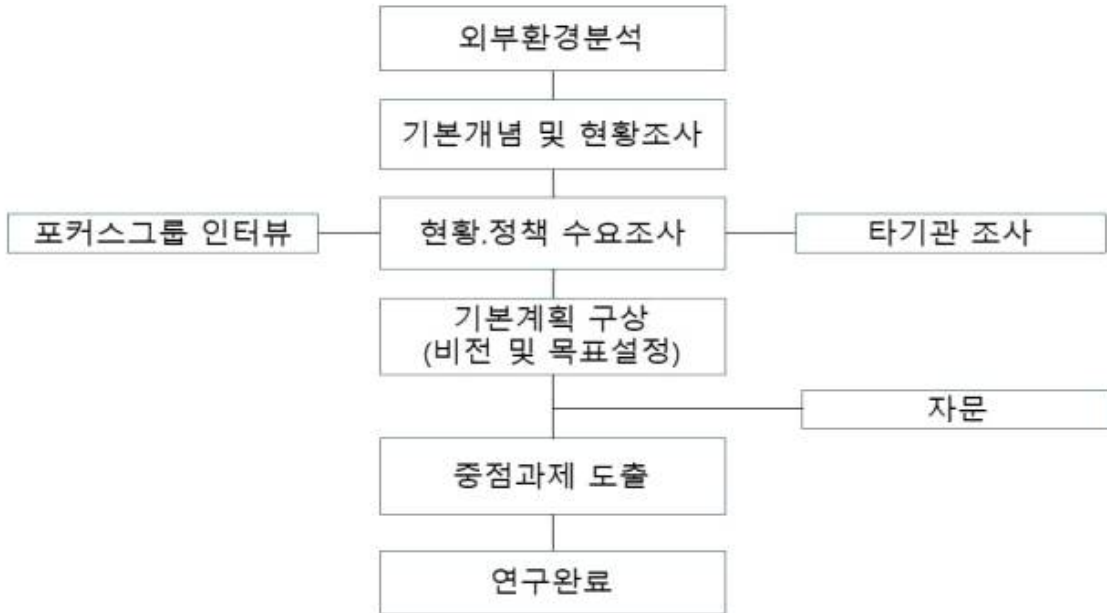 외부환경분석
기본개념 및 현황조사
포커스그룹 인터뷰
현황.정책 수요조사
타기관 조사
기본계획 구상
(비전 및 목표설정)
자문
중점과제 도출
연구완료